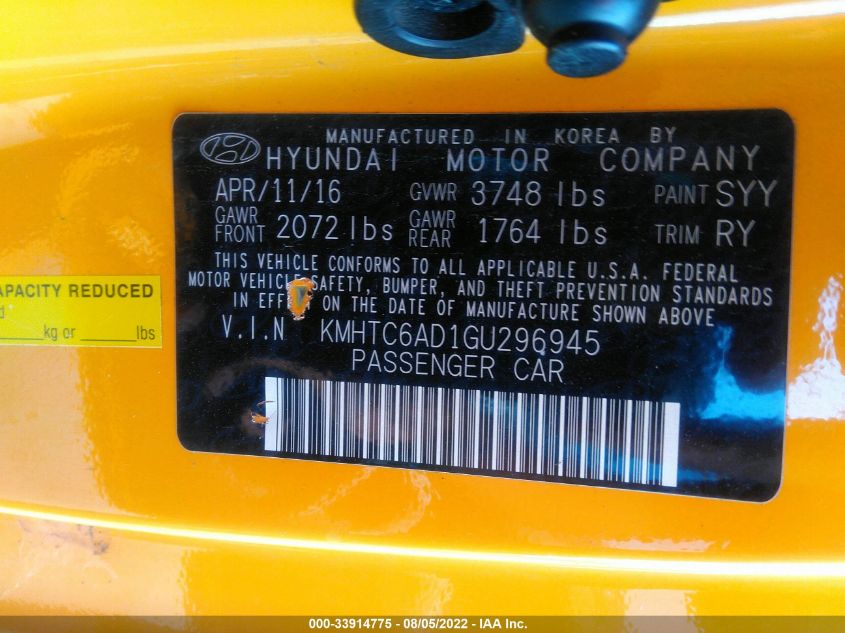 MANUFACTURED IN KOREA BY
HYUNDAI MOTOR COMPANY
APR/11/16 GVWR 3748 lbs PAINT SYY
GAWR FRONT 2072 lbs GAWR REAR 1764 lbs TRIM RY
THIS VEHICLE CONFORMS TO ALL APPLICABLE U.S.A. FEDERAL
MOTOR VEHICLE SAFETY, BUMPER, AND THEFT PREVENTION STANDARDS
IN EFF ON THE DATE OF MANUFACTURE SHOWN ABOVE
V.I.N KMHTC6AD1GU296945
PASSENGER CAR
APACITY REDUCED
d
kg or lbs
000-33914775 - 08/05/2022 - IAA Inc.